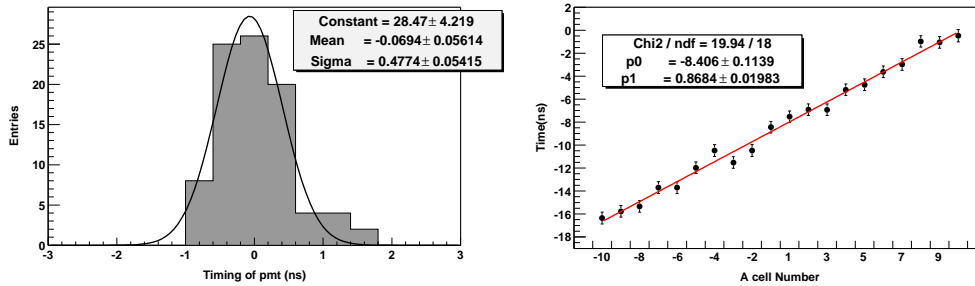 Constant = 28.47 ± 4.219
Mean = -0.0694 ± 0.05614
Sigma = 0.4774 ± 0.05415
Entries
25
20
15
10
5
0
-3 -2 -1 0 1 2 3
Timing of pmt (ns)
Chi2 / ndf = 19.94 / 18
p0 = -8.406 ± 0.1139
p1 = 0.8684 ± 0.01983
Time(ns)
0
-2
-4
-6
-8
-10
-12
-14
-16
-18
-10 -8 -6 -4 -2 1 3 5 7 9
A cell Number